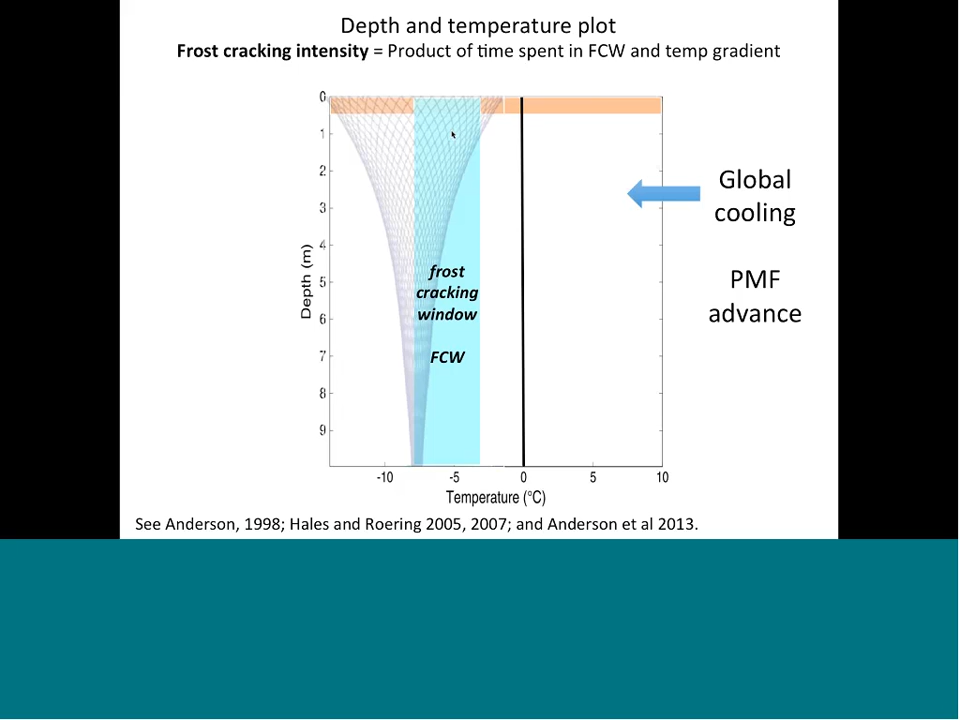 Depth and temperature plot
Frost cracking intensity = Product of time spent in FCW and temp gradient
0
1
2
3
4
5
6
7
8
9
Depth (m)
frost
cracking
window
FCW
-10
-5
0
5
10
Temperature (°C)
Global
cooling
PMF
advance
See Anderson, 1998; Hales and Roering 2005, 2007; and Anderson et al 2013.